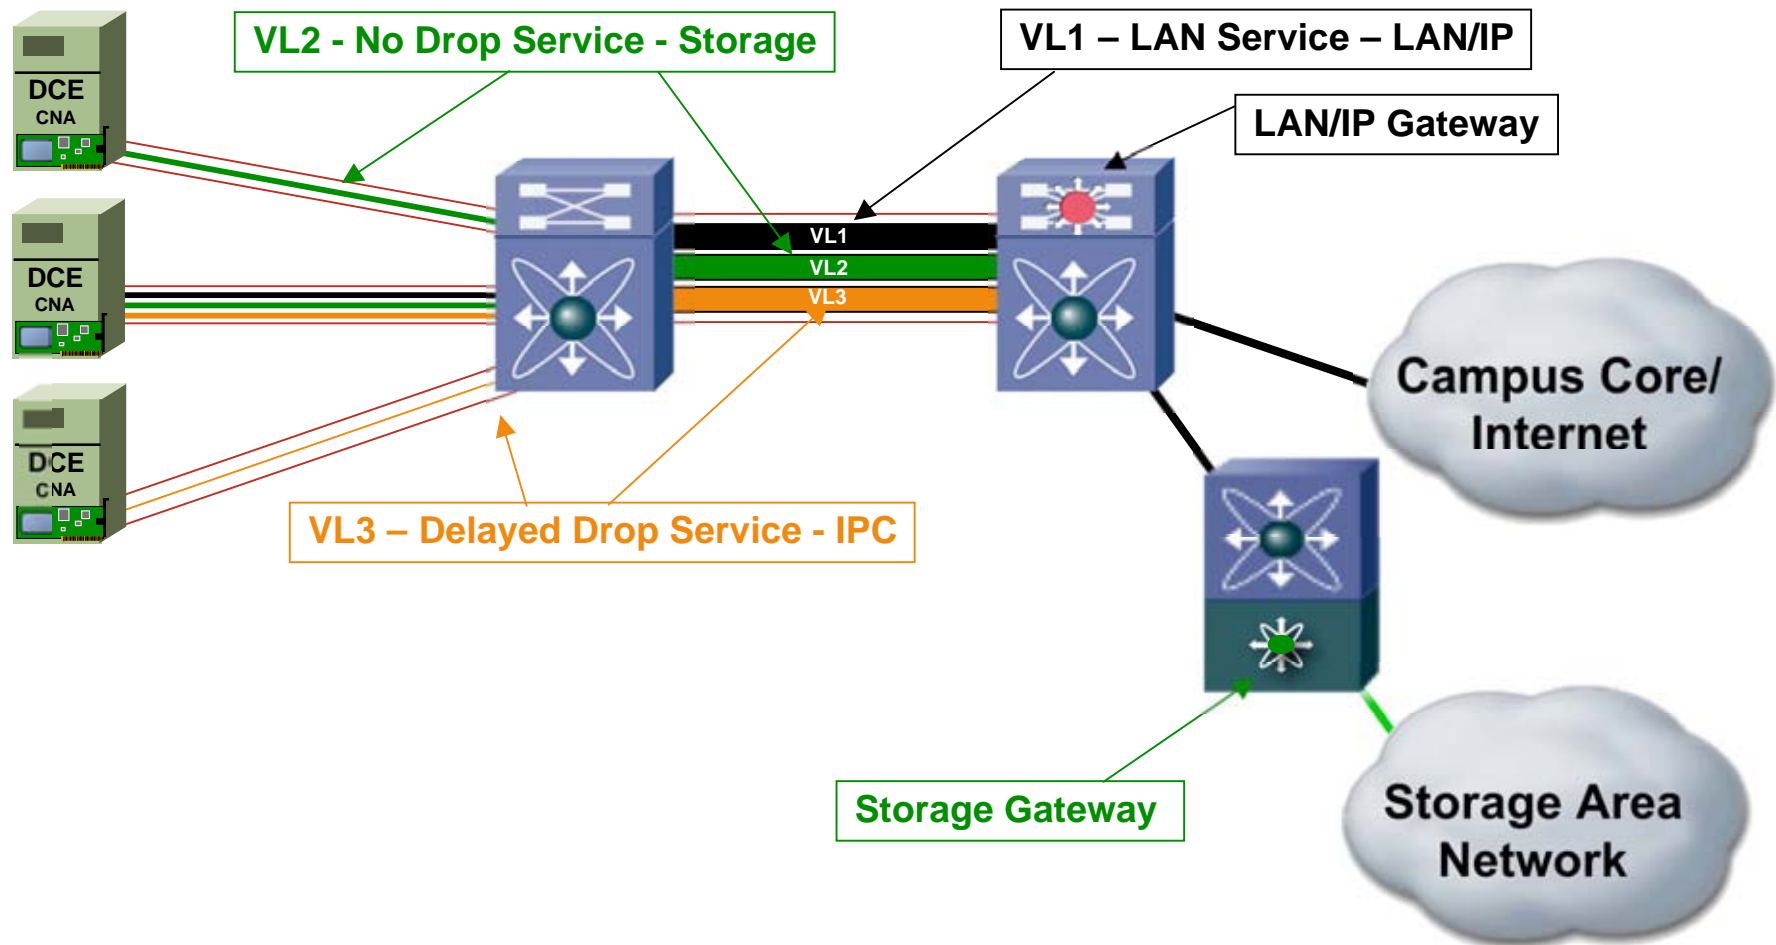 VL2 - No Drop Service - Storage
VL1 – LAN Service – LAN/IP
LAN/IP Gateway
DCE
CNA
DCE
CNA
DCE
CNA
VL1
VL2
VL3
Campus Core/
Internet
VL3 – Delayed Drop Service - IPC
Storage Gateway
Storage Area
Network